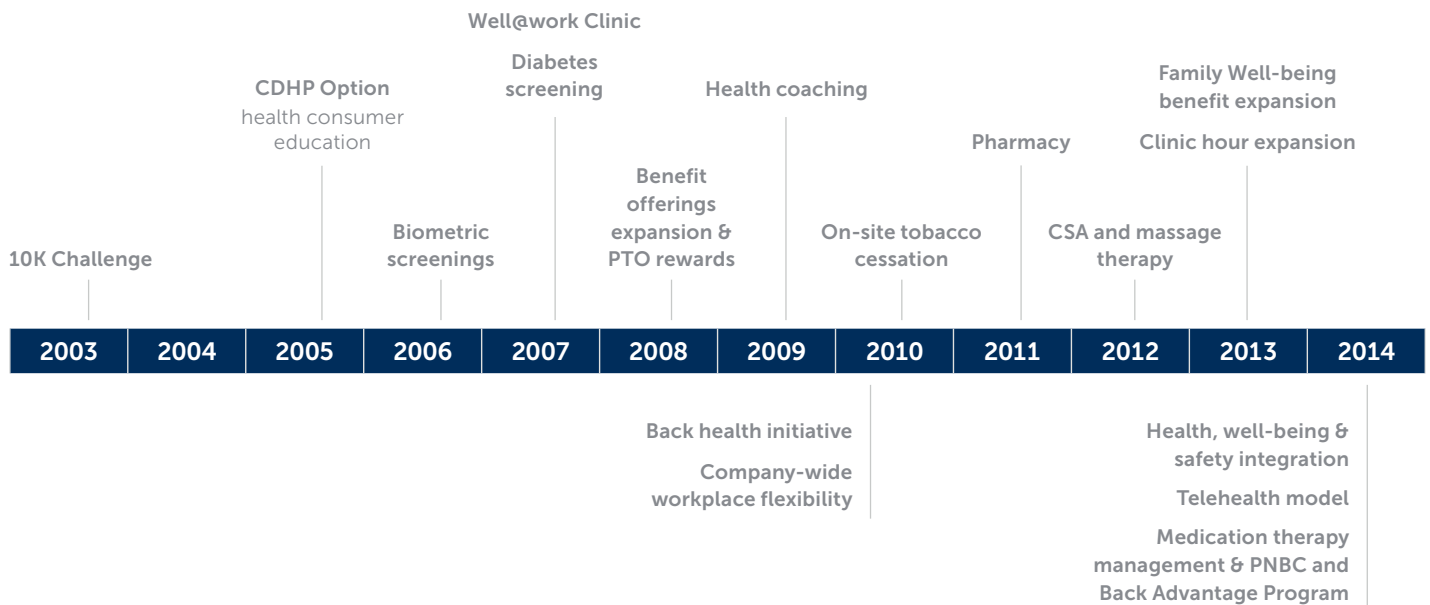 Well@work Clinic
Diabetes
screening
CDHP Option
health consumer
education
Health coaching
Family Well-being
benefit expansion
Clinic hour expansion
Pharmacy
10K Challenge
Biometric
screenings
Benefit
offerings
expansion &
PTO rewards
On-site tobacco
cessation
CSA and massage
therapy
2003 2004 2005 2006 2007 2008 2009 2010 2011 2012 2013 2014
Back health initiative
Company-wide
workplace flexibility
Health, well-being &
safety integration
Telehealth model
Medication therapy
management & PNBC and
Back Advantage Program